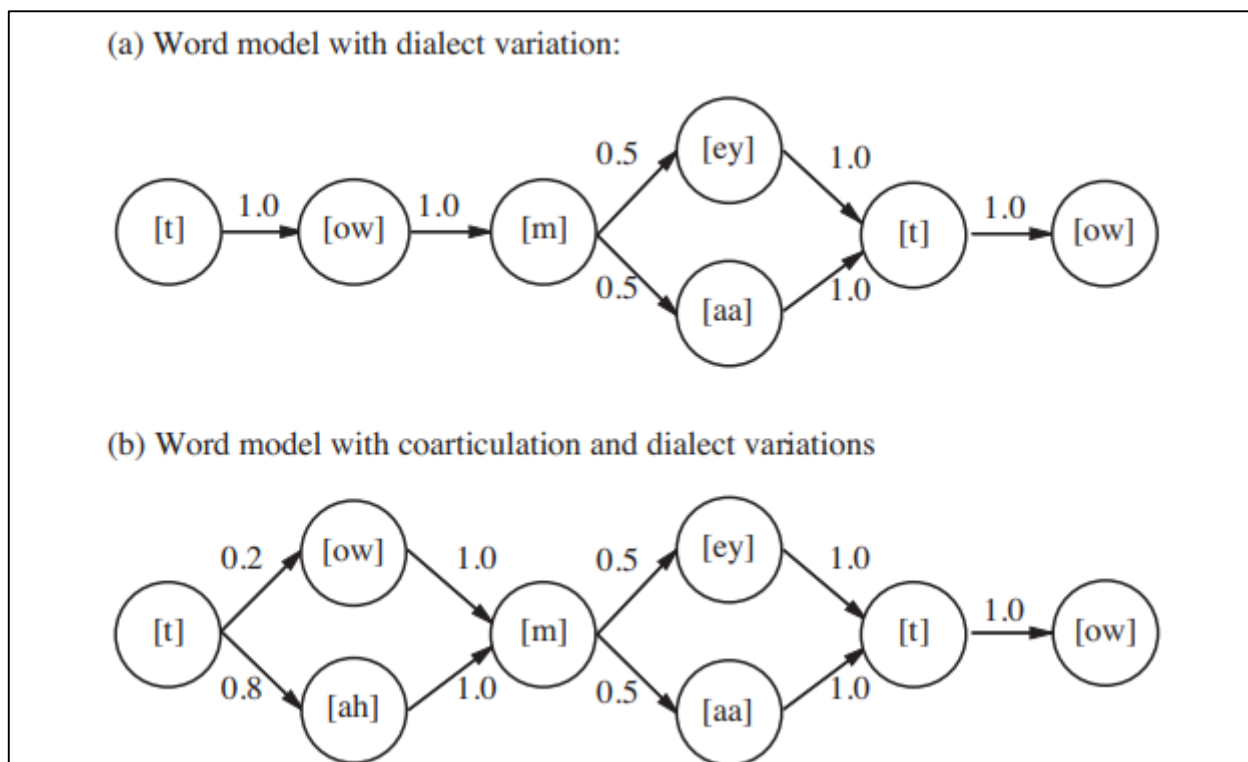 (a) Word model with dialect variation:
[ey]
0.5 1.0
[t] 1.0 [ow] 1.0 [m] [t] 1.0 [ow]
0.5 1.0
[aa]
(b) Word model with coarticulation and dialect variations
[ow] [ey]
0.2 1.0 0.5 1.0
[t] [m] [t] 1.0 [ow]
0.8 1.0 0.5 1.0
[ah] [aa]